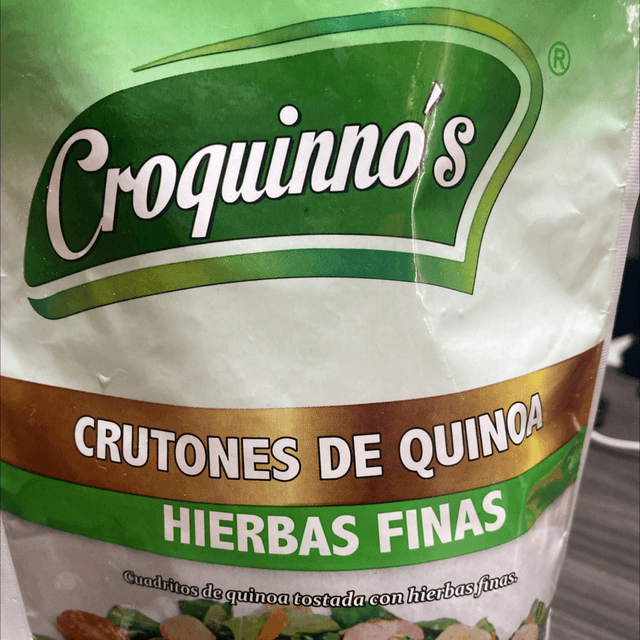 Croquinno's ®
CRUTONES DE QUINOA
HIERBAS FINAS
Cuadritos de quinoa tostada con hierbas finas.